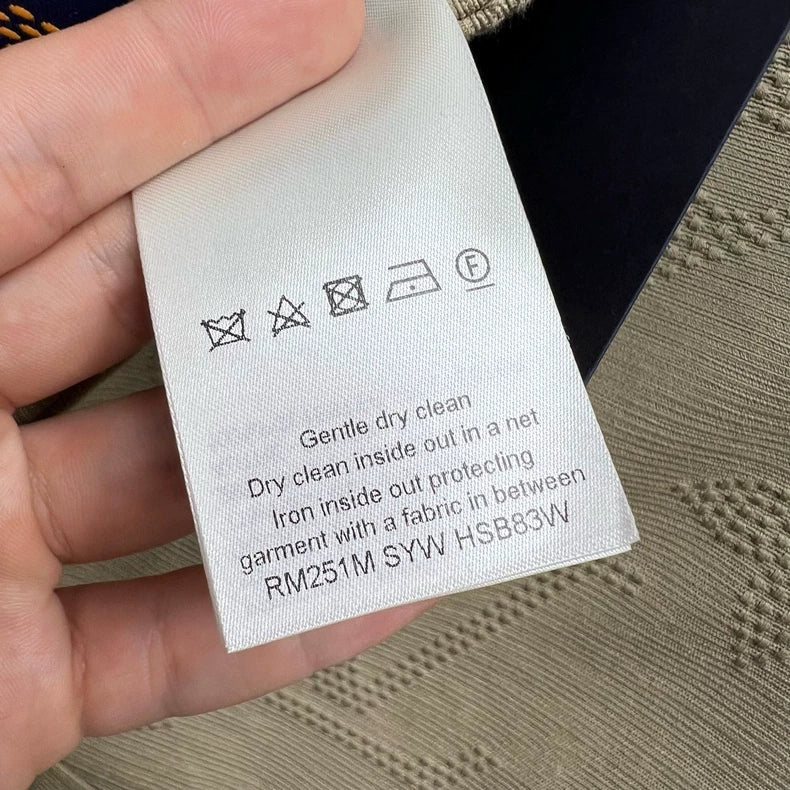 F
Gentle dry clean
Dry clean inside out in a net
Iron inside out protecting
garment with a fabric in between
RM251M SYW HSB83W